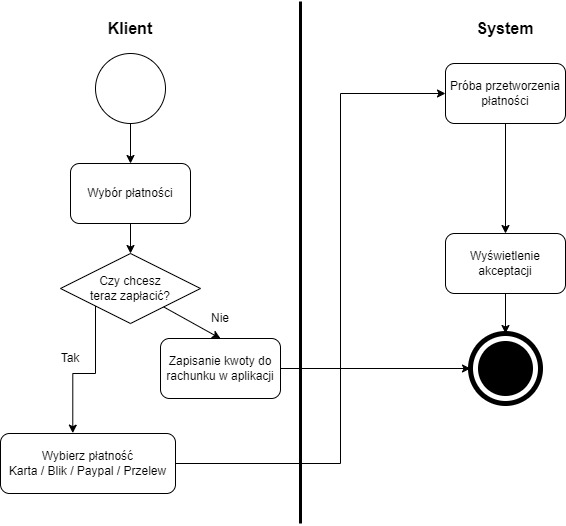 Klient
System
Próba przetworzenia
płatności
Wybór płatności
Wyświetlenie
akceptacji
Czy chcesz
teraz zapłacić?
Nie
Tak
Zapisanie kwoty do
rachunku w aplikacji
Wybierz płatność
Karta / Blik / Paypal / Przelew